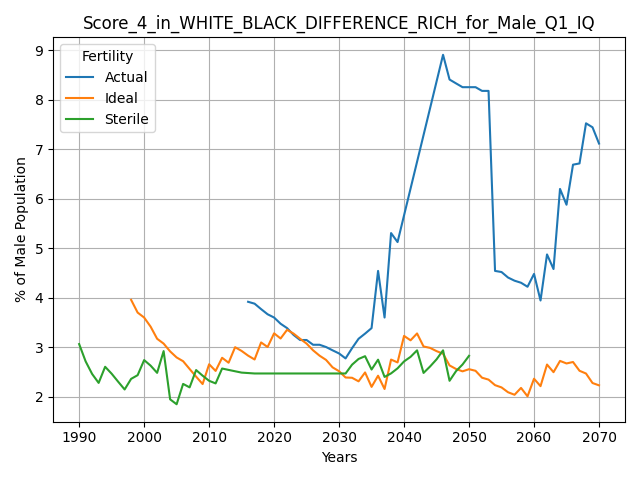 Score_4_in_WHITE_BLACK_DIFFERENCE_RICH_for_Male_Q1_IQ
Fertility
Actual
Ideal
Sterile
% of Male Population
9
8
7
6
5
4
3
2
1990 2000 2010 2020 2030 2040 2050 2060 2070
Years